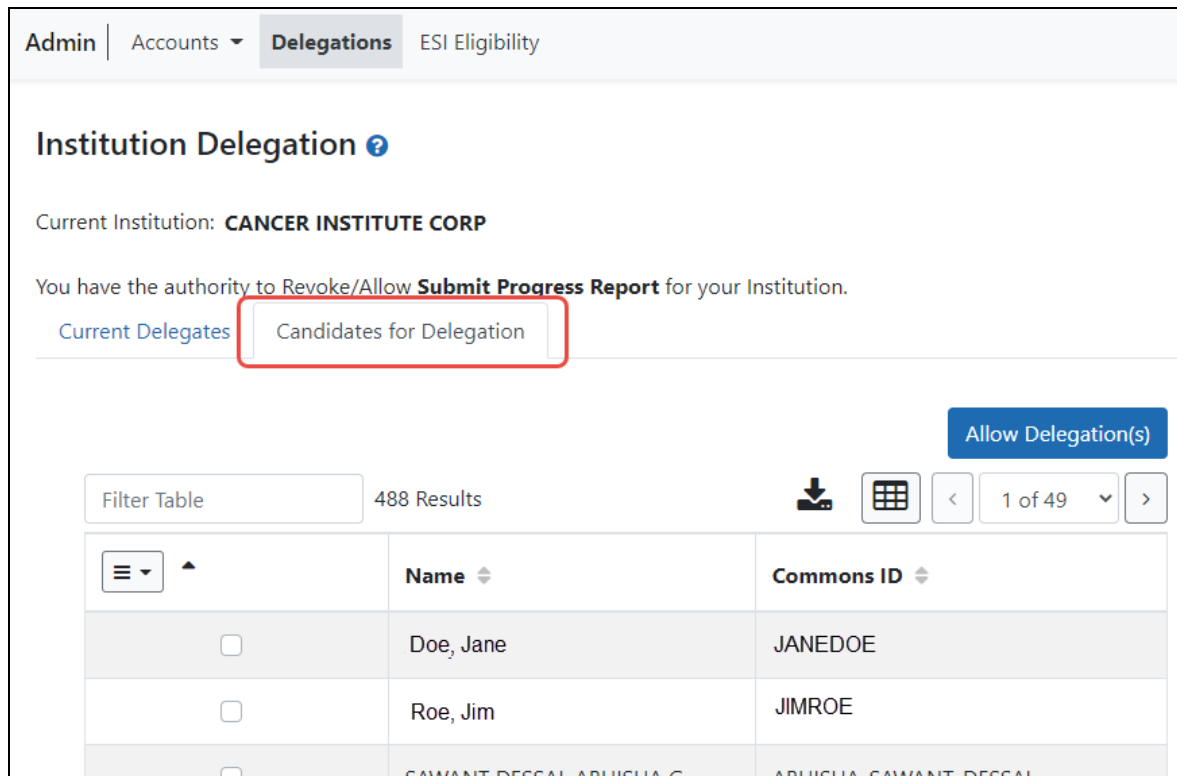 Admin Accounts Delegations ESI Eligibility
Institution Delegation
Current Institution: CANCER INSTITUTE CORP
You have the authority to Revoke/Allow Submit Progress Report for your Institution.
Current Delegates Candidates for Delegation
Allow Delegation(s)
Filter Table 488 Results 1 of 49
Name Commons ID
Doe, Jane JANEDOE
Roe, Jim JIMROE